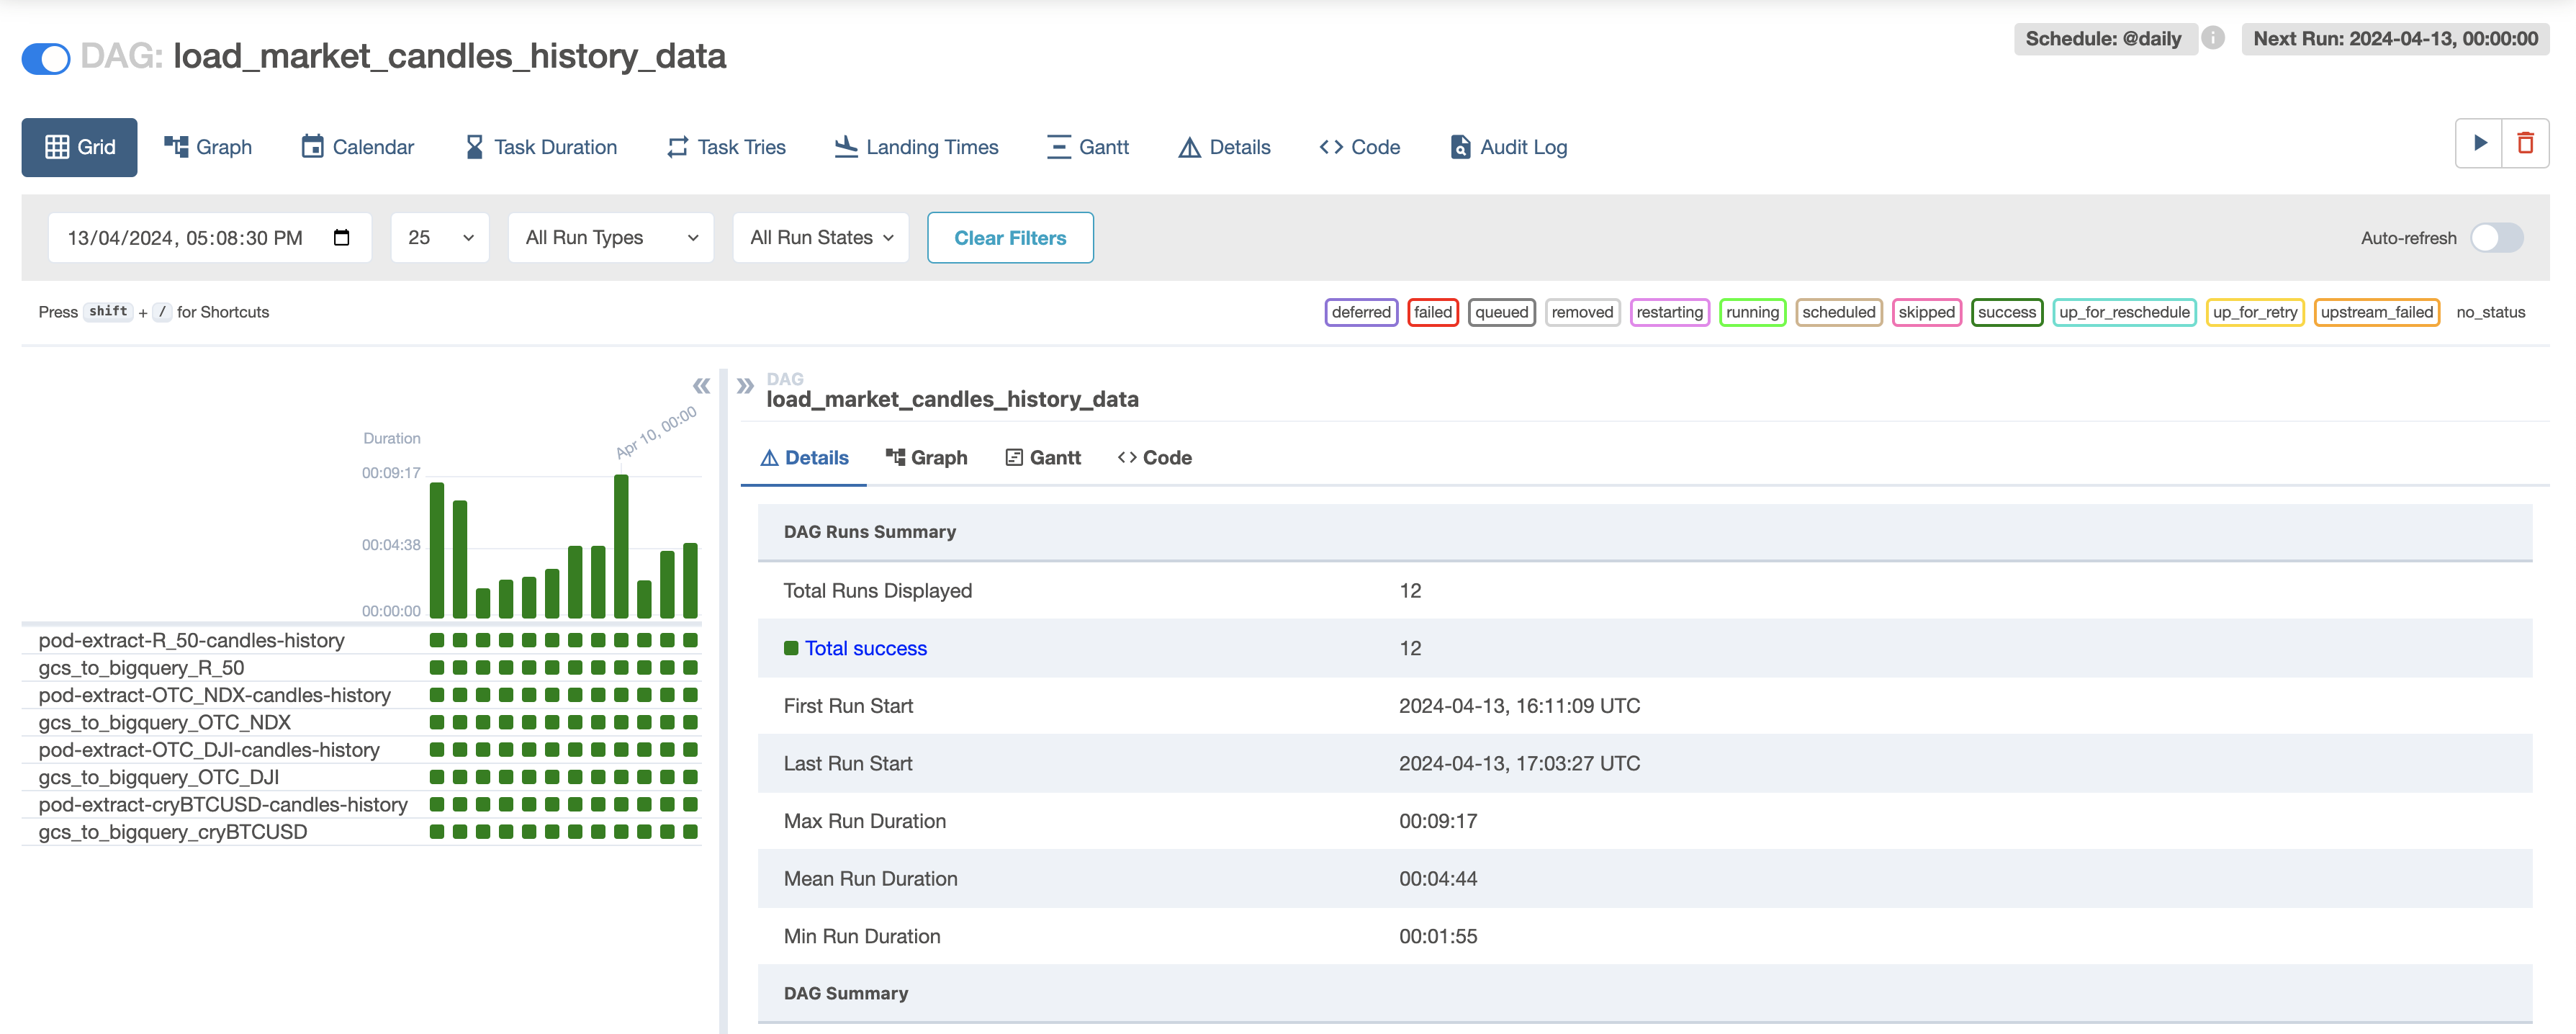 DAG: load_market_candles_history_data
Schedule: @daily
Next Run: 2024-04-13, 00:00:00
Grid
Graph
Calendar
Task Duration
Task Tries
Landing Times
Gantt
Details
Code
Audit Log
13/04/2024, 05:08:30 PM
25
All Run Types
All Run States
Clear Filters
Auto-refresh
Press shift + / for Shortcuts
deferred
failed
queued
removed
restarting
running
scheduled
skipped
success
up_for_reschedule
up_for_retry
upstream_failed
no_status
Duration
Apr 10, 00:00
00:09:17
00:04:38
00:00:00
pod-extract-R_50-candles-history
gcs_to_bigquery_R_50
pod-extract-OTC_NDX-candles-history
gcs_to_bigquery_OTC_NDX
pod-extract-OTC_DJI-candles-history
gcs_to_bigquery_OTC_DJI
pod-extract-cryBTCUSD-candles-history
gcs_to_bigquery_cryBTCUSD
DAG
load_market_candles_history_data
Details
Graph
Gantt
Code
DAG Runs Summary
Total Runs Displayed 12
Total success 12
First Run Start 2024-04-13, 16:11:09 UTC
Last Run Start 2024-04-13, 17:03:27 UTC
Max Run Duration 00:09:17
Mean Run Duration 00:04:44
Min Run Duration 00:01:55
DAG Summary